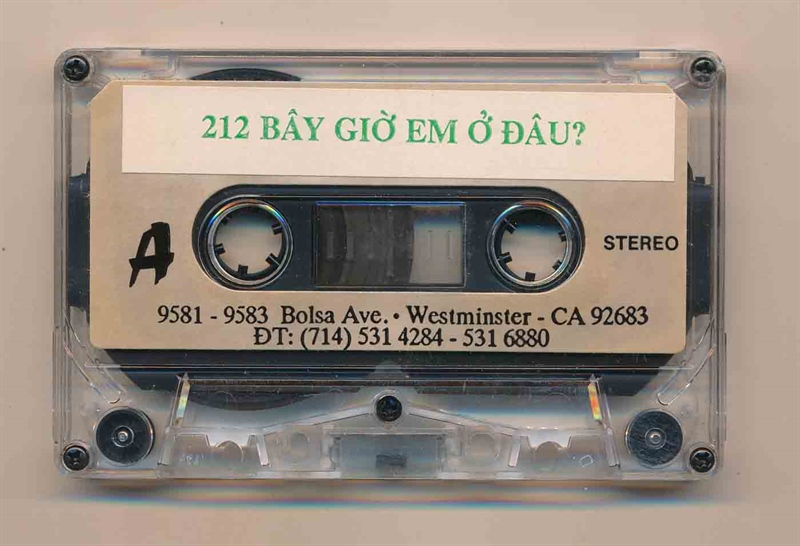 212 BÂY GIỜ EM Ở ĐÂU?
A
STEREO
9581 - 9583 Bolsa Ave. • Westminster - CA 92683
ĐT: (714) 531 4284 - 531 6880